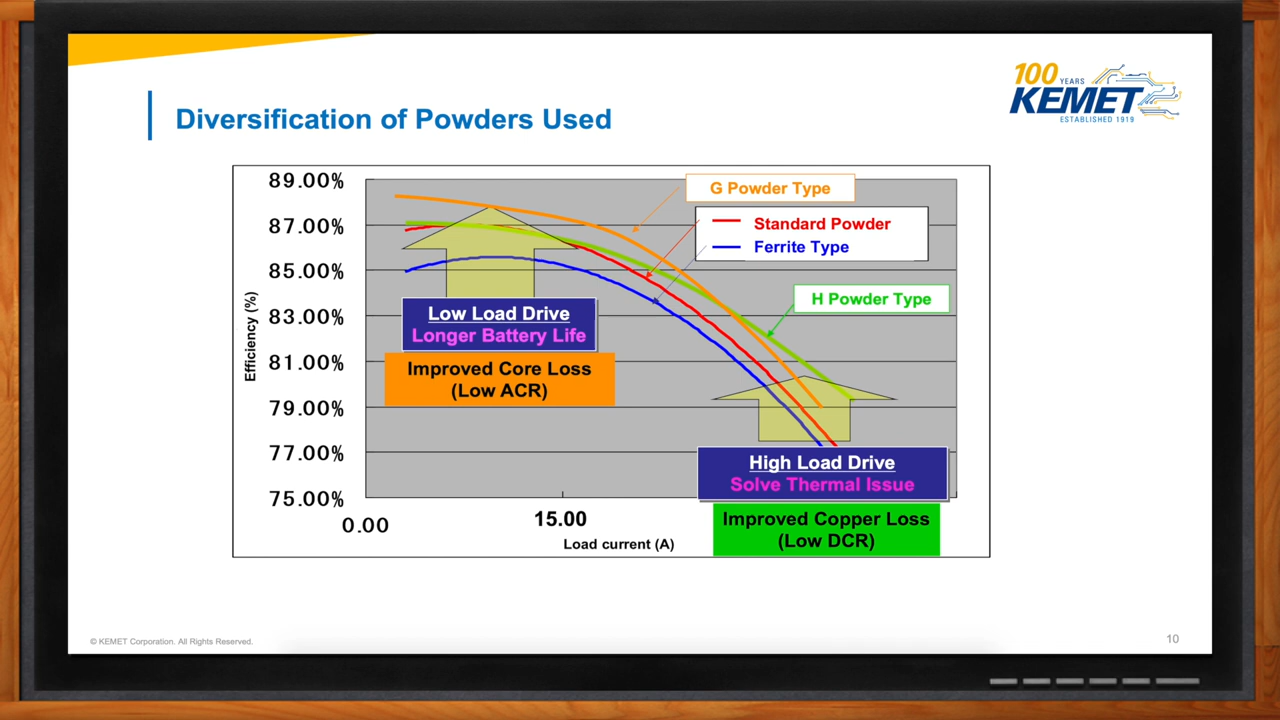 100 YEARS
KEMET
ESTABLISHED 1919
Diversification of Powders Used
89.00%
87.00%
85.00%
83.00%
81.00%
79.00%
77.00%
75.00%
Efficiency (%)
0.00
15.00
Load current (A)
G Powder Type
Standard Powder
Ferrite Type
H Powder Type
Low Load Drive
Longer Battery Life
Improved Core Loss
(Low ACR)
High Load Drive
Solve Thermal Issue
Improved Copper Loss
(Low DCR)
© KEMET Corporation. All Rights Reserved.
10